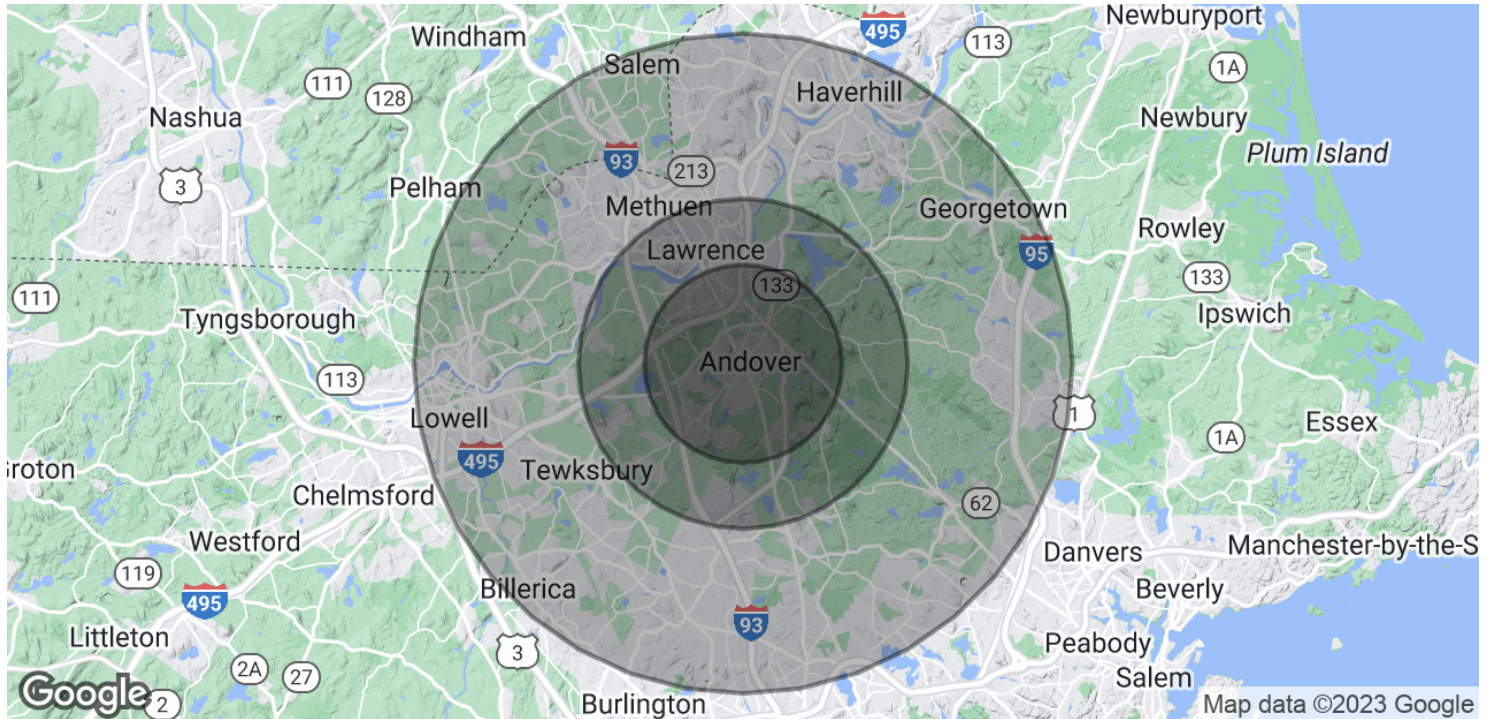 Newburyport
495
Windham
113
Salem
1A
111
128
Haverhill
Nashua
Newbury
Plum Island
93
213
3
Pelham
Methuen
Georgetown
Rowley
Lawrence
95
133
133
111
Ipswich
Tyngsborough
Andover
113
Lowell
1
Essex
1A
495
Groton
Tewksbury
Chelmsford
62
Westford
Danvers
Manchester-by-the-S
119
Billerica
Beverly
495
93
Littleton
3
Peabody
2A
27
Salem
Google
2
Burlington
Map data ©2023 Google